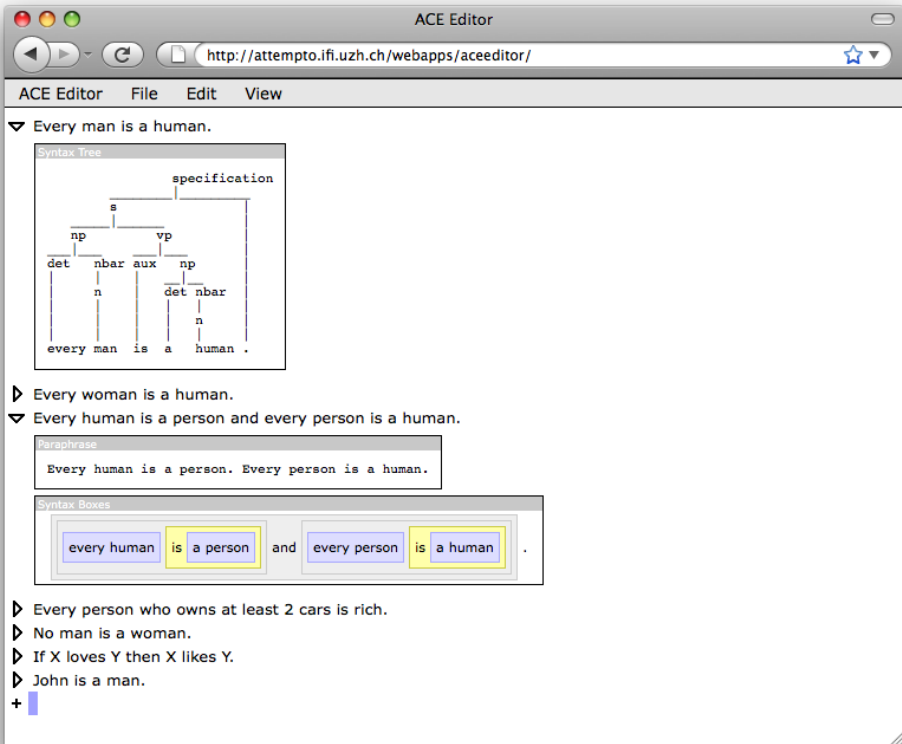 ACE Editor
http://attempto.ifi.uzh.ch/webapps/aceeditor/
ACE Editor File Edit View
Every man is a human.
Syntax Tree
specification
s
np vp
det nbar aux np
n det nbar
n
every man is a human .
Every woman is a human.
Every human is a person and every person is a human.
Paraphrase
Every human is a person. Every person is a human.
Syntax Boxes
every human is a person and every person is a human .
Every person who owns at least 2 cars is rich.
No man is a woman.
If X loves Y then X likes Y.
John is a man.
+